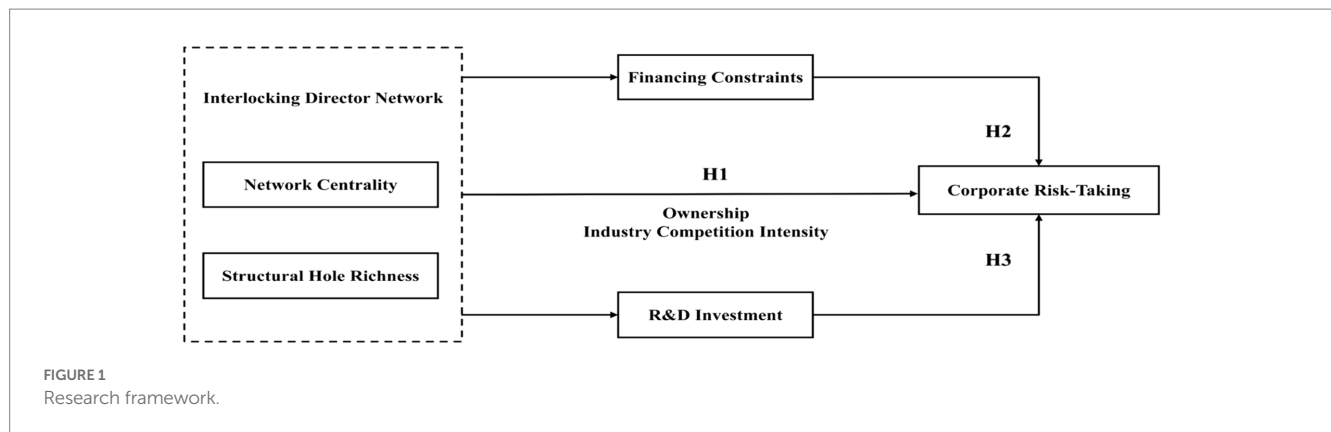 Interlocking Director Network
Network Centrality
Structural Hole Richness
Financing Constraints
H2
H1
Ownership
Industry Competition Intensity
Corporate Risk-Taking
H3
R&D Investment
FIGURE 1
Research framework.